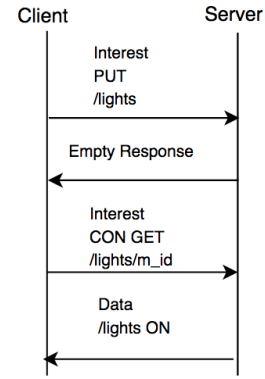 Client Server
Interest
PUT
/lights
Empty Response
Interest
CON GET
/lights/m_id
Data
/lights ON